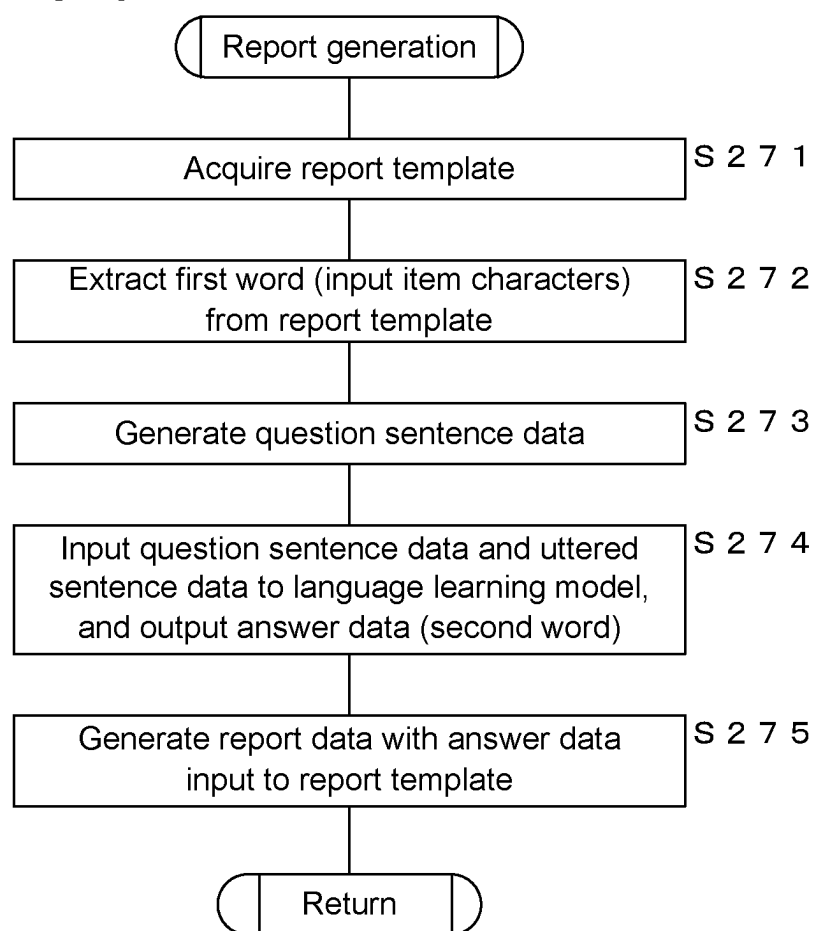 Report generation
Acquire report template
S 2 7 1
Extract first word (input item characters)
from report template
S 2 7 2
Generate question sentence data
S 2 7 3
Input question sentence data and uttered
sentence data to language learning model,
and output answer data (second word)
S 2 7 4
Generate report data with answer data
input to report template
S 2 7 5
Return